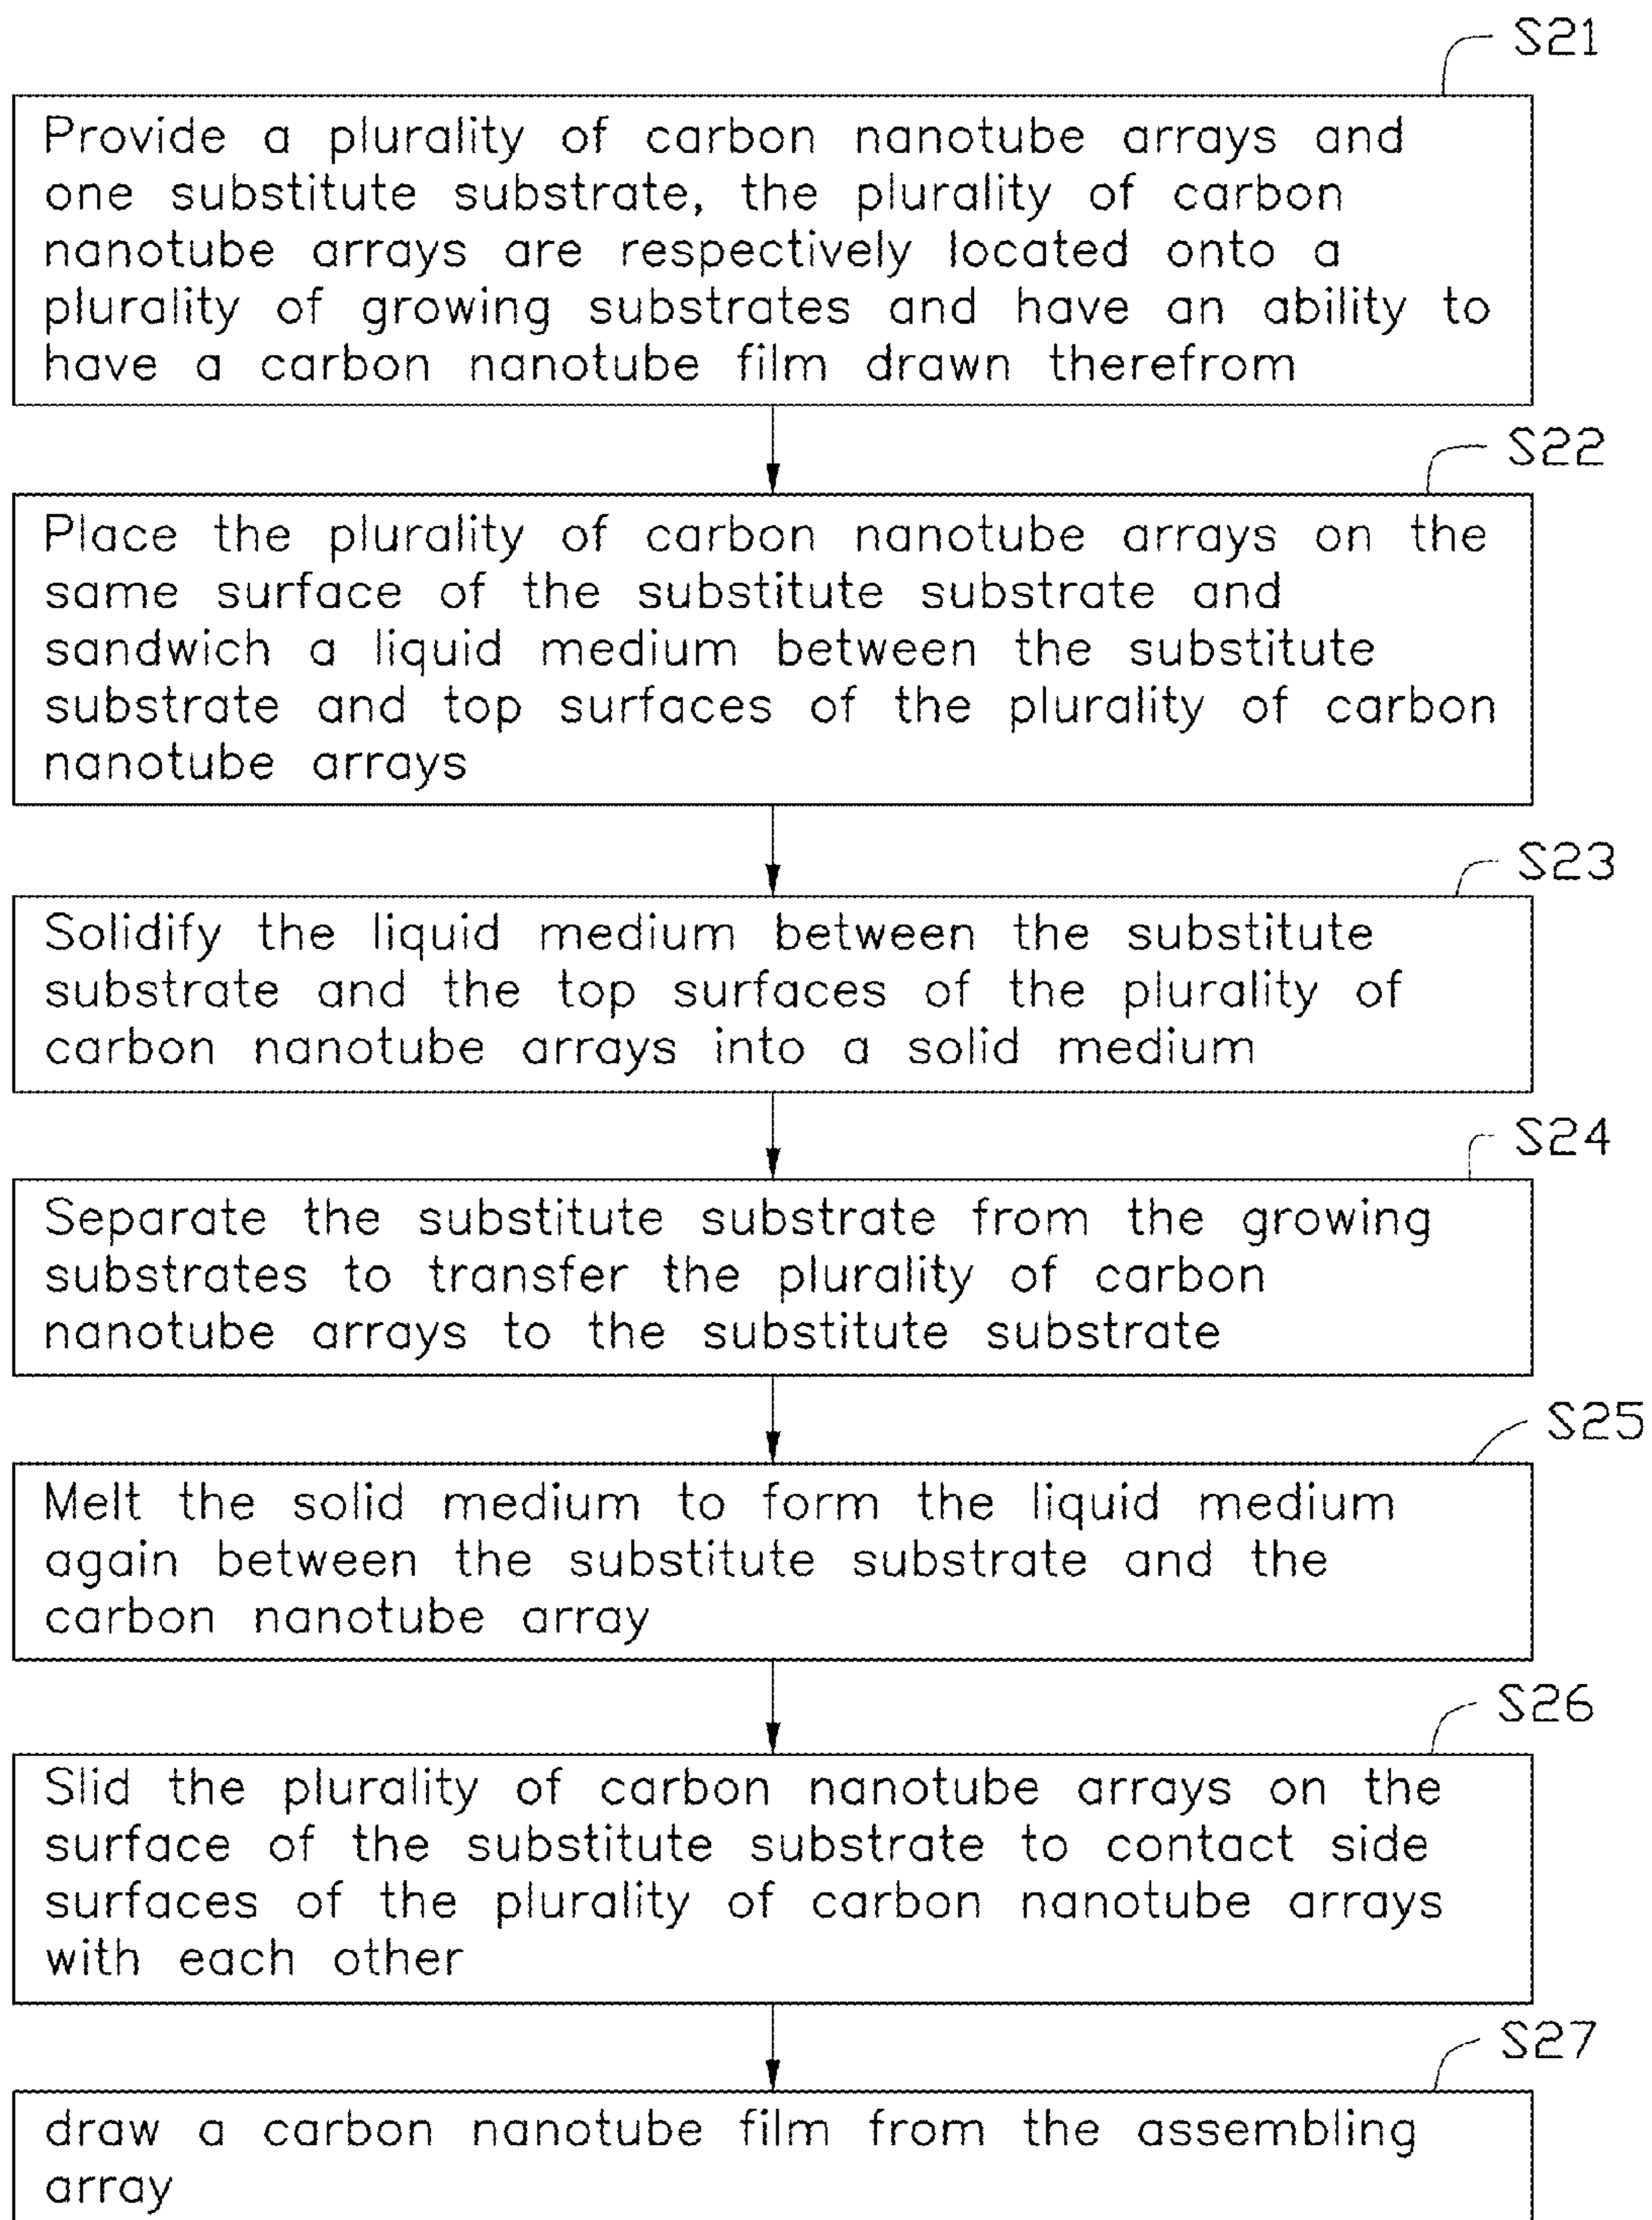 S21
Provide a plurality of carbon nanotube arrays and
one substitute substrate, the plurality of carbon
nanotube arrays are respectively located onto a
plurality of growing substrates and have an ability to
have a carbon nanotube film drawn therefrom
S22
Place the plurality of carbon nanotube arrays on the
same surface of the substitute substrate and
sandwich a liquid medium between the substitute
substrate and top surfaces of the plurality of carbon
nanotube arrays
S23
Solidify the liquid medium between the substitute
substrate and the top surfaces of the plurality of
carbon nanotube arrays into a solid medium
S24
Separate the substitute substrate from the growing
substrates to transfer the plurality of carbon
nanotube arrays to the substitute substrate
S25
Melt the solid medium to form the liquid medium
again between the substitute substrate and the
carbon nanotube array
S26
Slid the plurality of carbon nanotube arrays on the
surface of the substitute substrate to contact side
surfaces of the plurality of carbon nanotube arrays
with each other
S27
draw a carbon nanotube film from the assembling
array